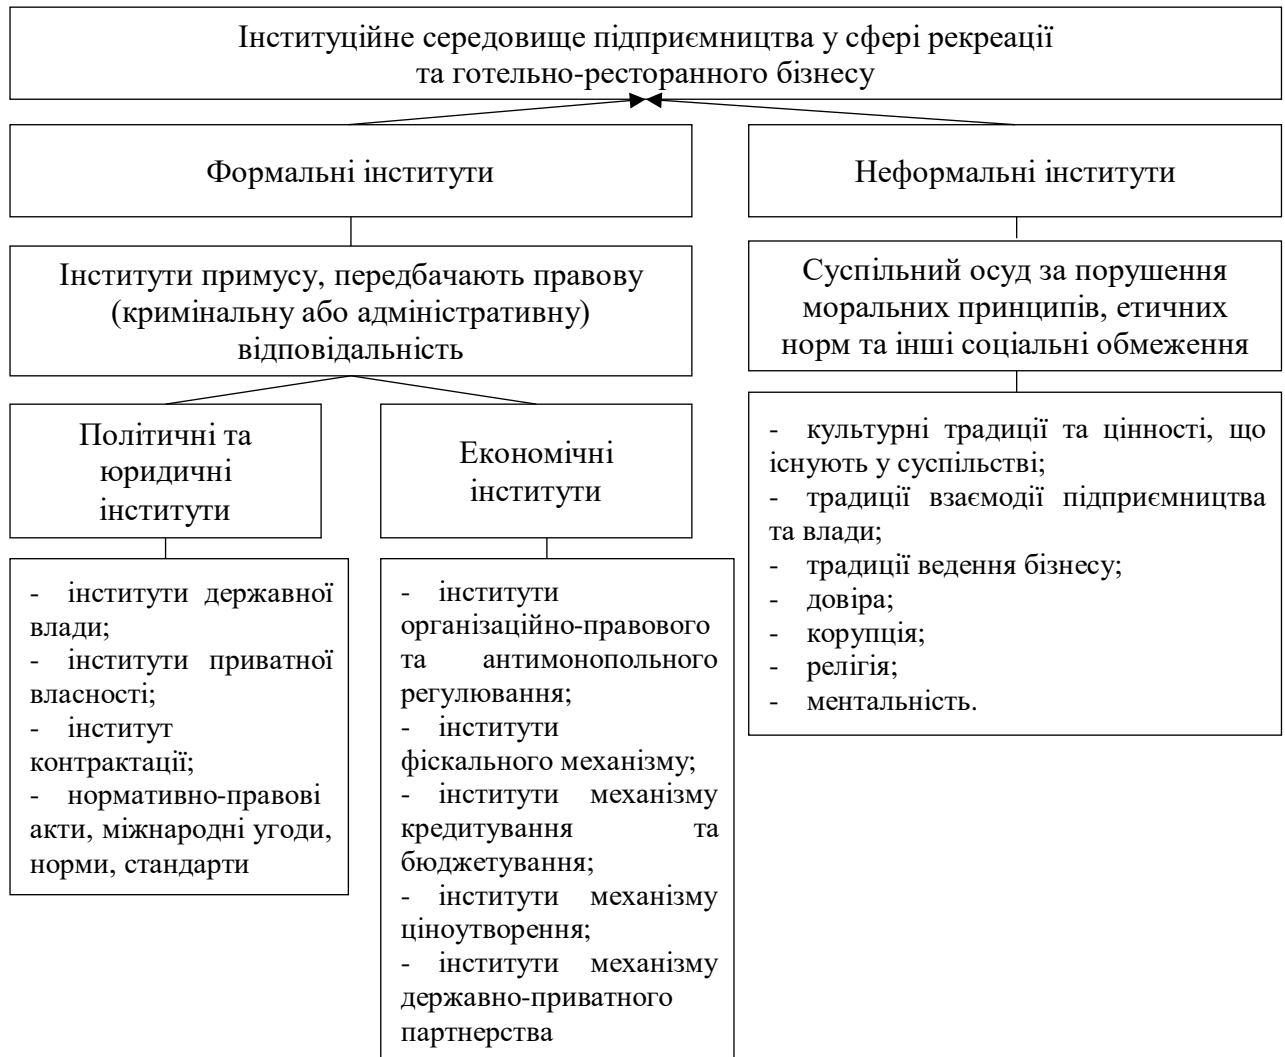 Інституційне середовище підприємництва у сфері рекреації
та готельно-ресторанного бізнесу
Формальні інститути
Неформальні інститути
Інститути примусу, передбачають правову
(кримінальну або адміністративну)
відповідальність
Суспільний осуд за порушення
моральних принципів, етичних
норм та інші соціальні обмеження
Політичні та
юридичні
інститути
Економічні
інститути
- інститути державної
влади;
- інститути приватної
власності;
- інститут
контрактації;
- нормативно-правові
акти, міжнародні угоди,
норми, стандарти
- інститути
організаційно-правового
та антимонопольного
регулювання;
- інститути
фіскального механізму;
- інститути механізму
кредитування та
бюджетування;
- інститути механізму
ціноутворення;
- інститути механізму
державно-приватного
партнерства
- культурні традиції та цінності, що
існують у суспільстві;
- традиції взаємодії підприємництва
та влади;
- традиції ведення бізнесу;
- довіра;
- корупція;
- релігія;
- ментальність.